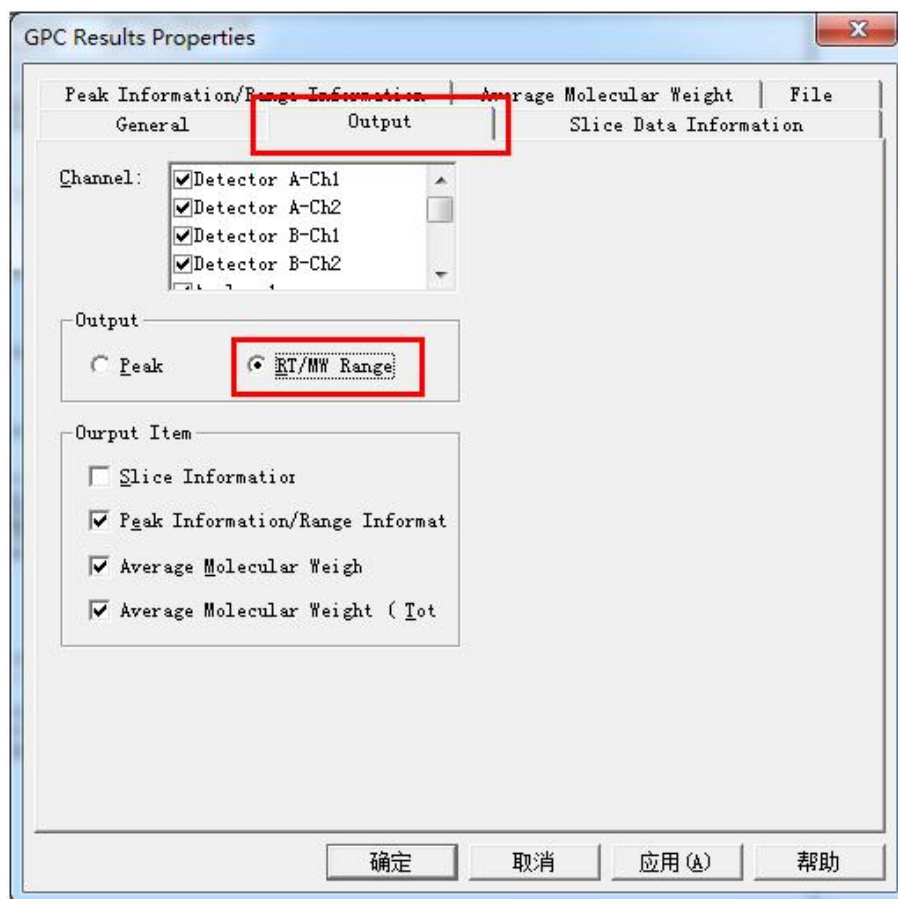 GPC Results Properties
Peak Information/Range Information
Average Molecular Weight
File
General
Output
Slice Data Information
Channel:
Detector A-Ch1
Detector A-Ch2
Detector B-Ch1
Detector B-Ch2
Output
Peak
RT/MW Range
Ourput Item
Slice Information
Peak Information/Range Informat
Average Molecular Weigh
Average Molecular Weight ( Tot
确定
取消
应用(A)
帮助